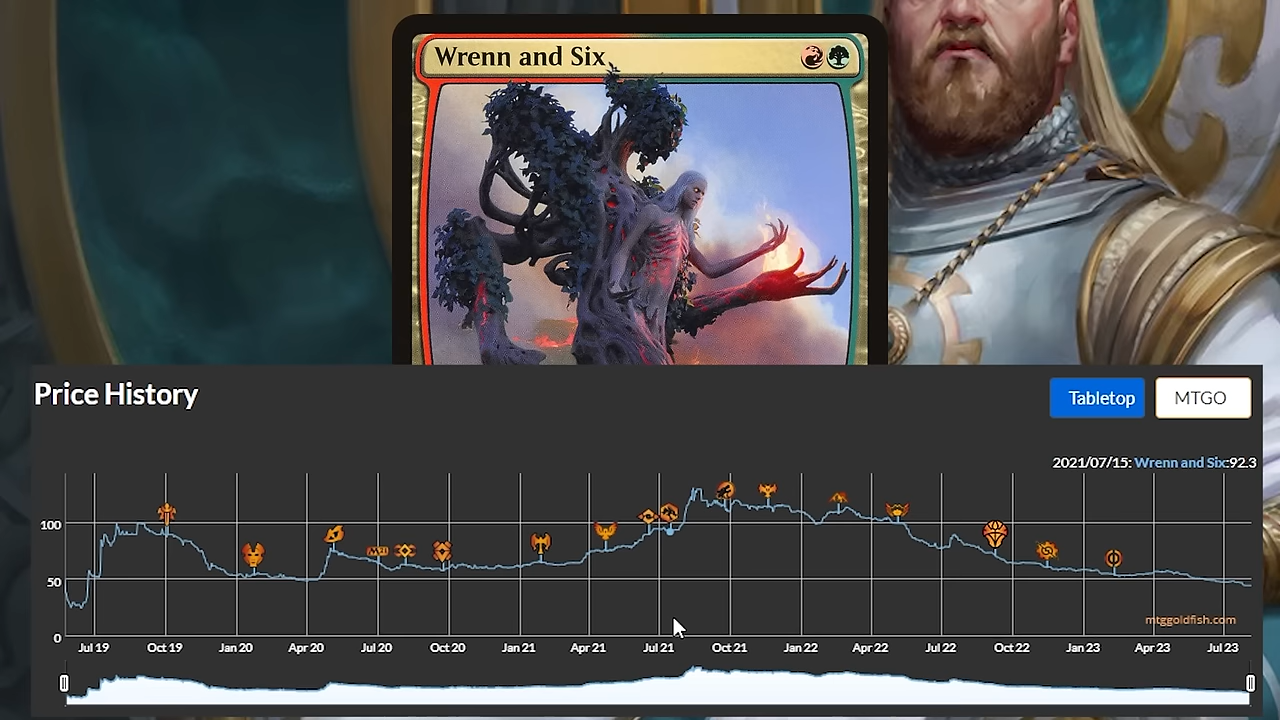 Wrenn and Six
Price History
Tabletop
MTGO
2021/07/15: Wrenn and Six:92.3
100
50
0
M21
mtggoldfish.com
Jul 19 Oct 19 Jan 20 Apr 20 Jul 20 Oct 20 Jan 21 Apr 21 Jul 21 Oct 21 Jan 22 Apr 22 Jul 22 Oct 22 Jan 23 Apr 23 Jul 23